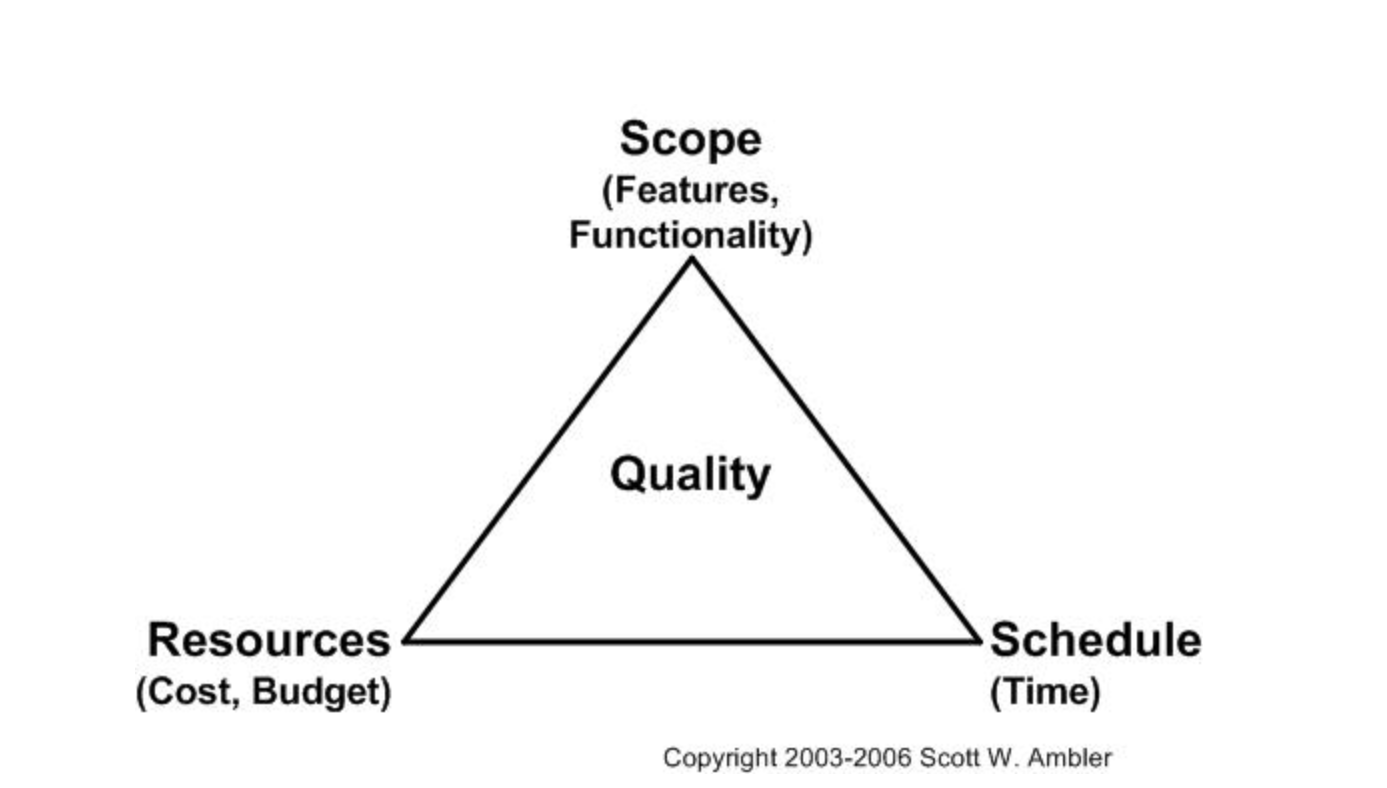 Scope
(Features,
Functionality)
Quality
Resources
(Cost, Budget)
Schedule
(Time)
Copyright 2003-2006 Scott W. Ambler